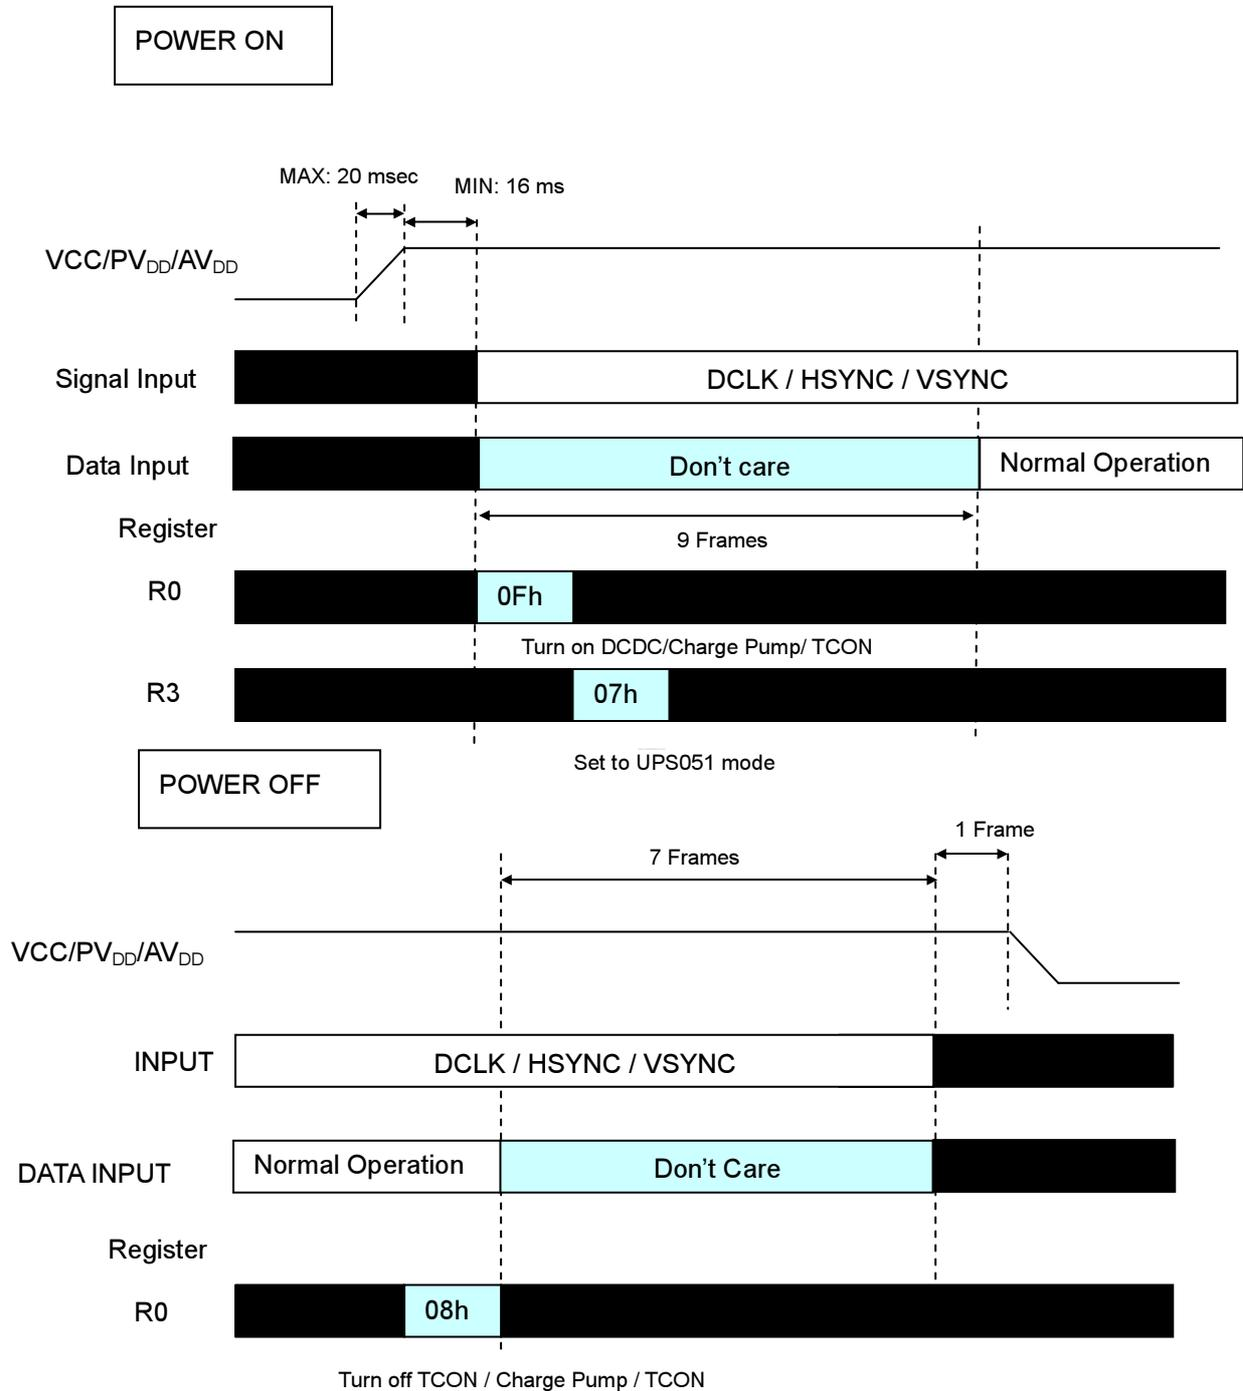 POWER ON
MAX: 20 msec
MIN: 16 ms
VCC/PVDD/AVDD
Signal Input
DCLK / HSYNC / VSYNC
Data Input
Don't care
Normal Operation
Register
9 Frames
R0
0Fh
Turn on DCDC/Charge Pump/ TCON
R3
07h
Set to UPS051 mode
POWER OFF
1 Frame
7 Frames
VCC/PVDD/AVDD
INPUT
DCLK / HSYNC / VSYNC
DATA INPUT
Normal Operation
Don't Care
Register
R0
08h
Turn off TCON / Charge Pump / TCON